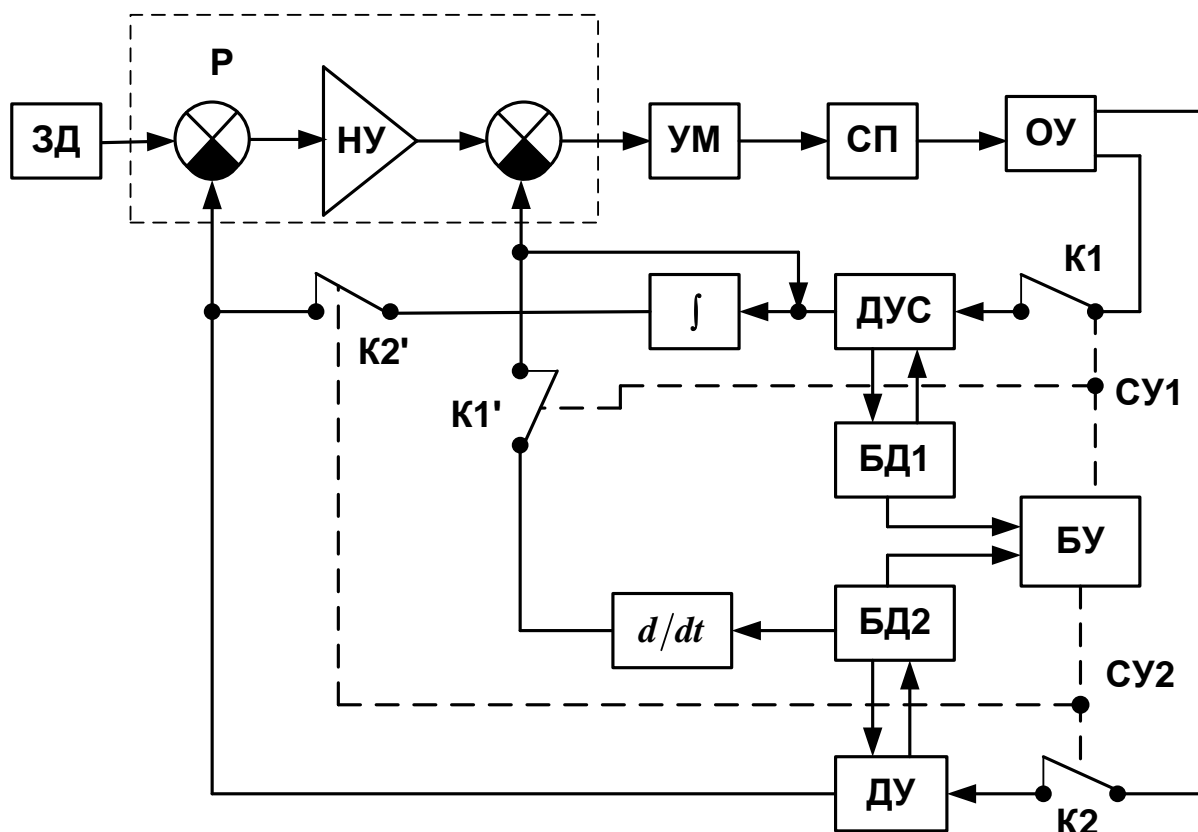 Р
ЗД
НУ
УМ
СП
ОУ
К1
∫
ДУС
К2'
К1'
СУ1
БД1
БУ
d/dt
БД2
СУ2
ДУ
К2